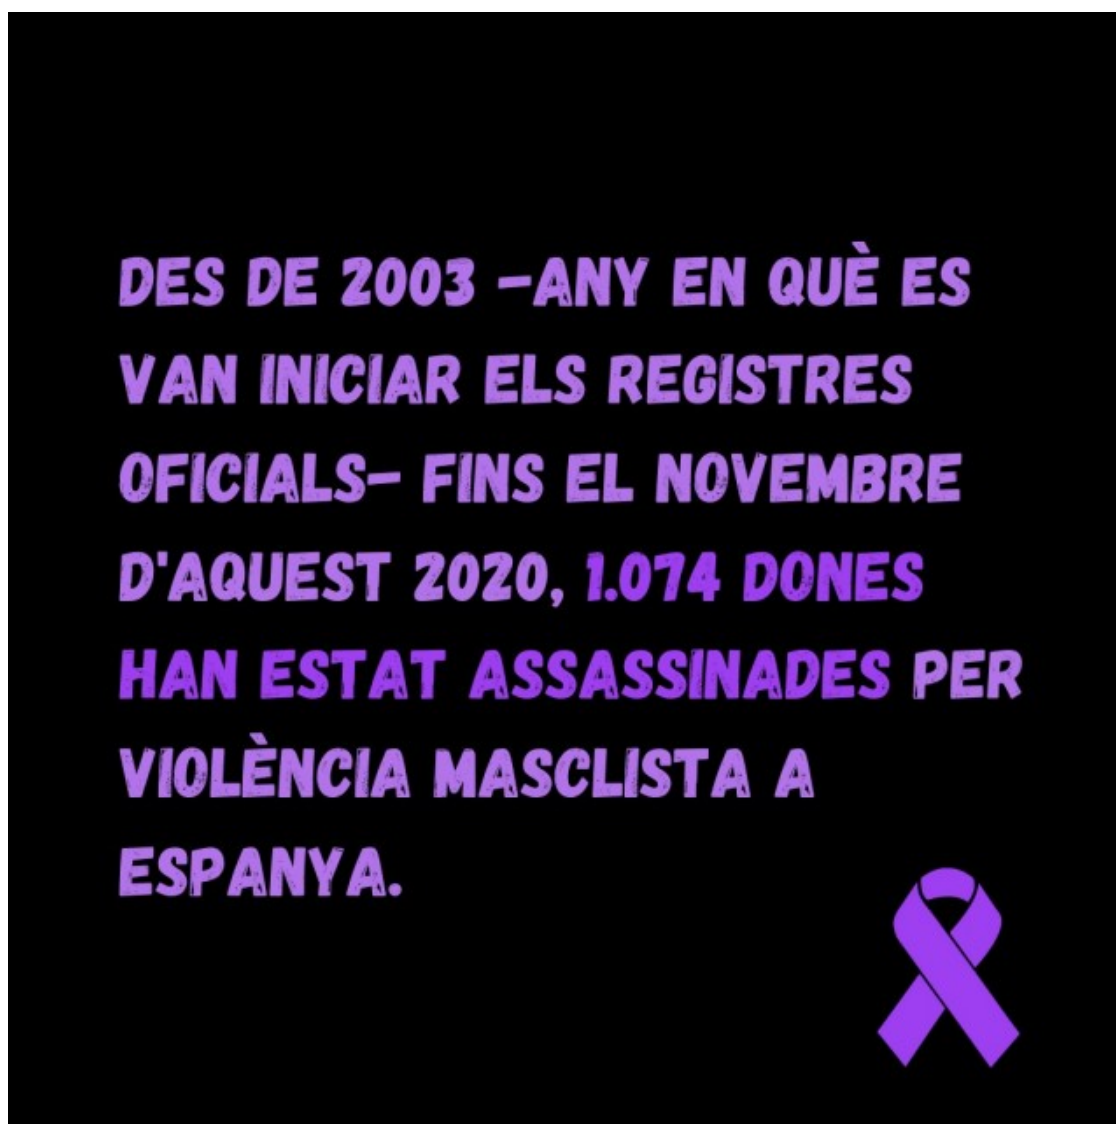 DES DE 2003 –ANY EN QUÈ ES
VAN INICIAR ELS REGISTRES
OFICIALS– FINS EL NOVEMBRE
D'AQUEST 2020, 1.074 DONES
HAN ESTAT ASSASSINADES PER
VIOLÈNCIA MASCLISTA A
ESPANYA.